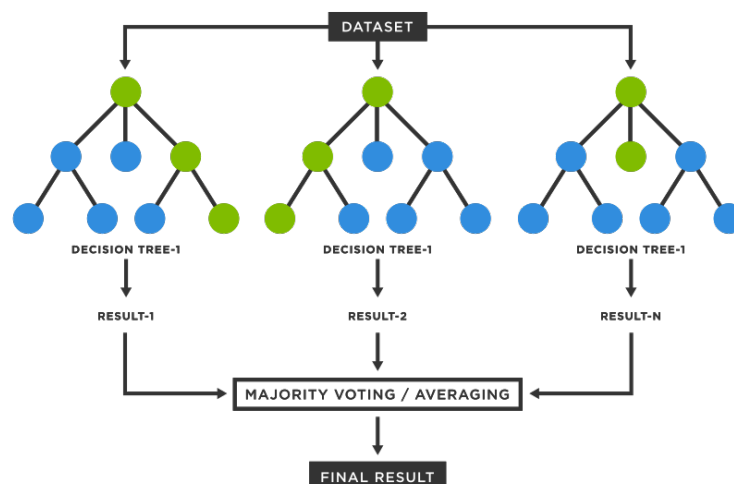 DATASET
DECISION TREE-1
DECISION TREE-1
DECISION TREE-1
RESULT-1
RESULT-2
RESULT-N
MAJORITY VOTING / AVERAGING
FINAL RESULT